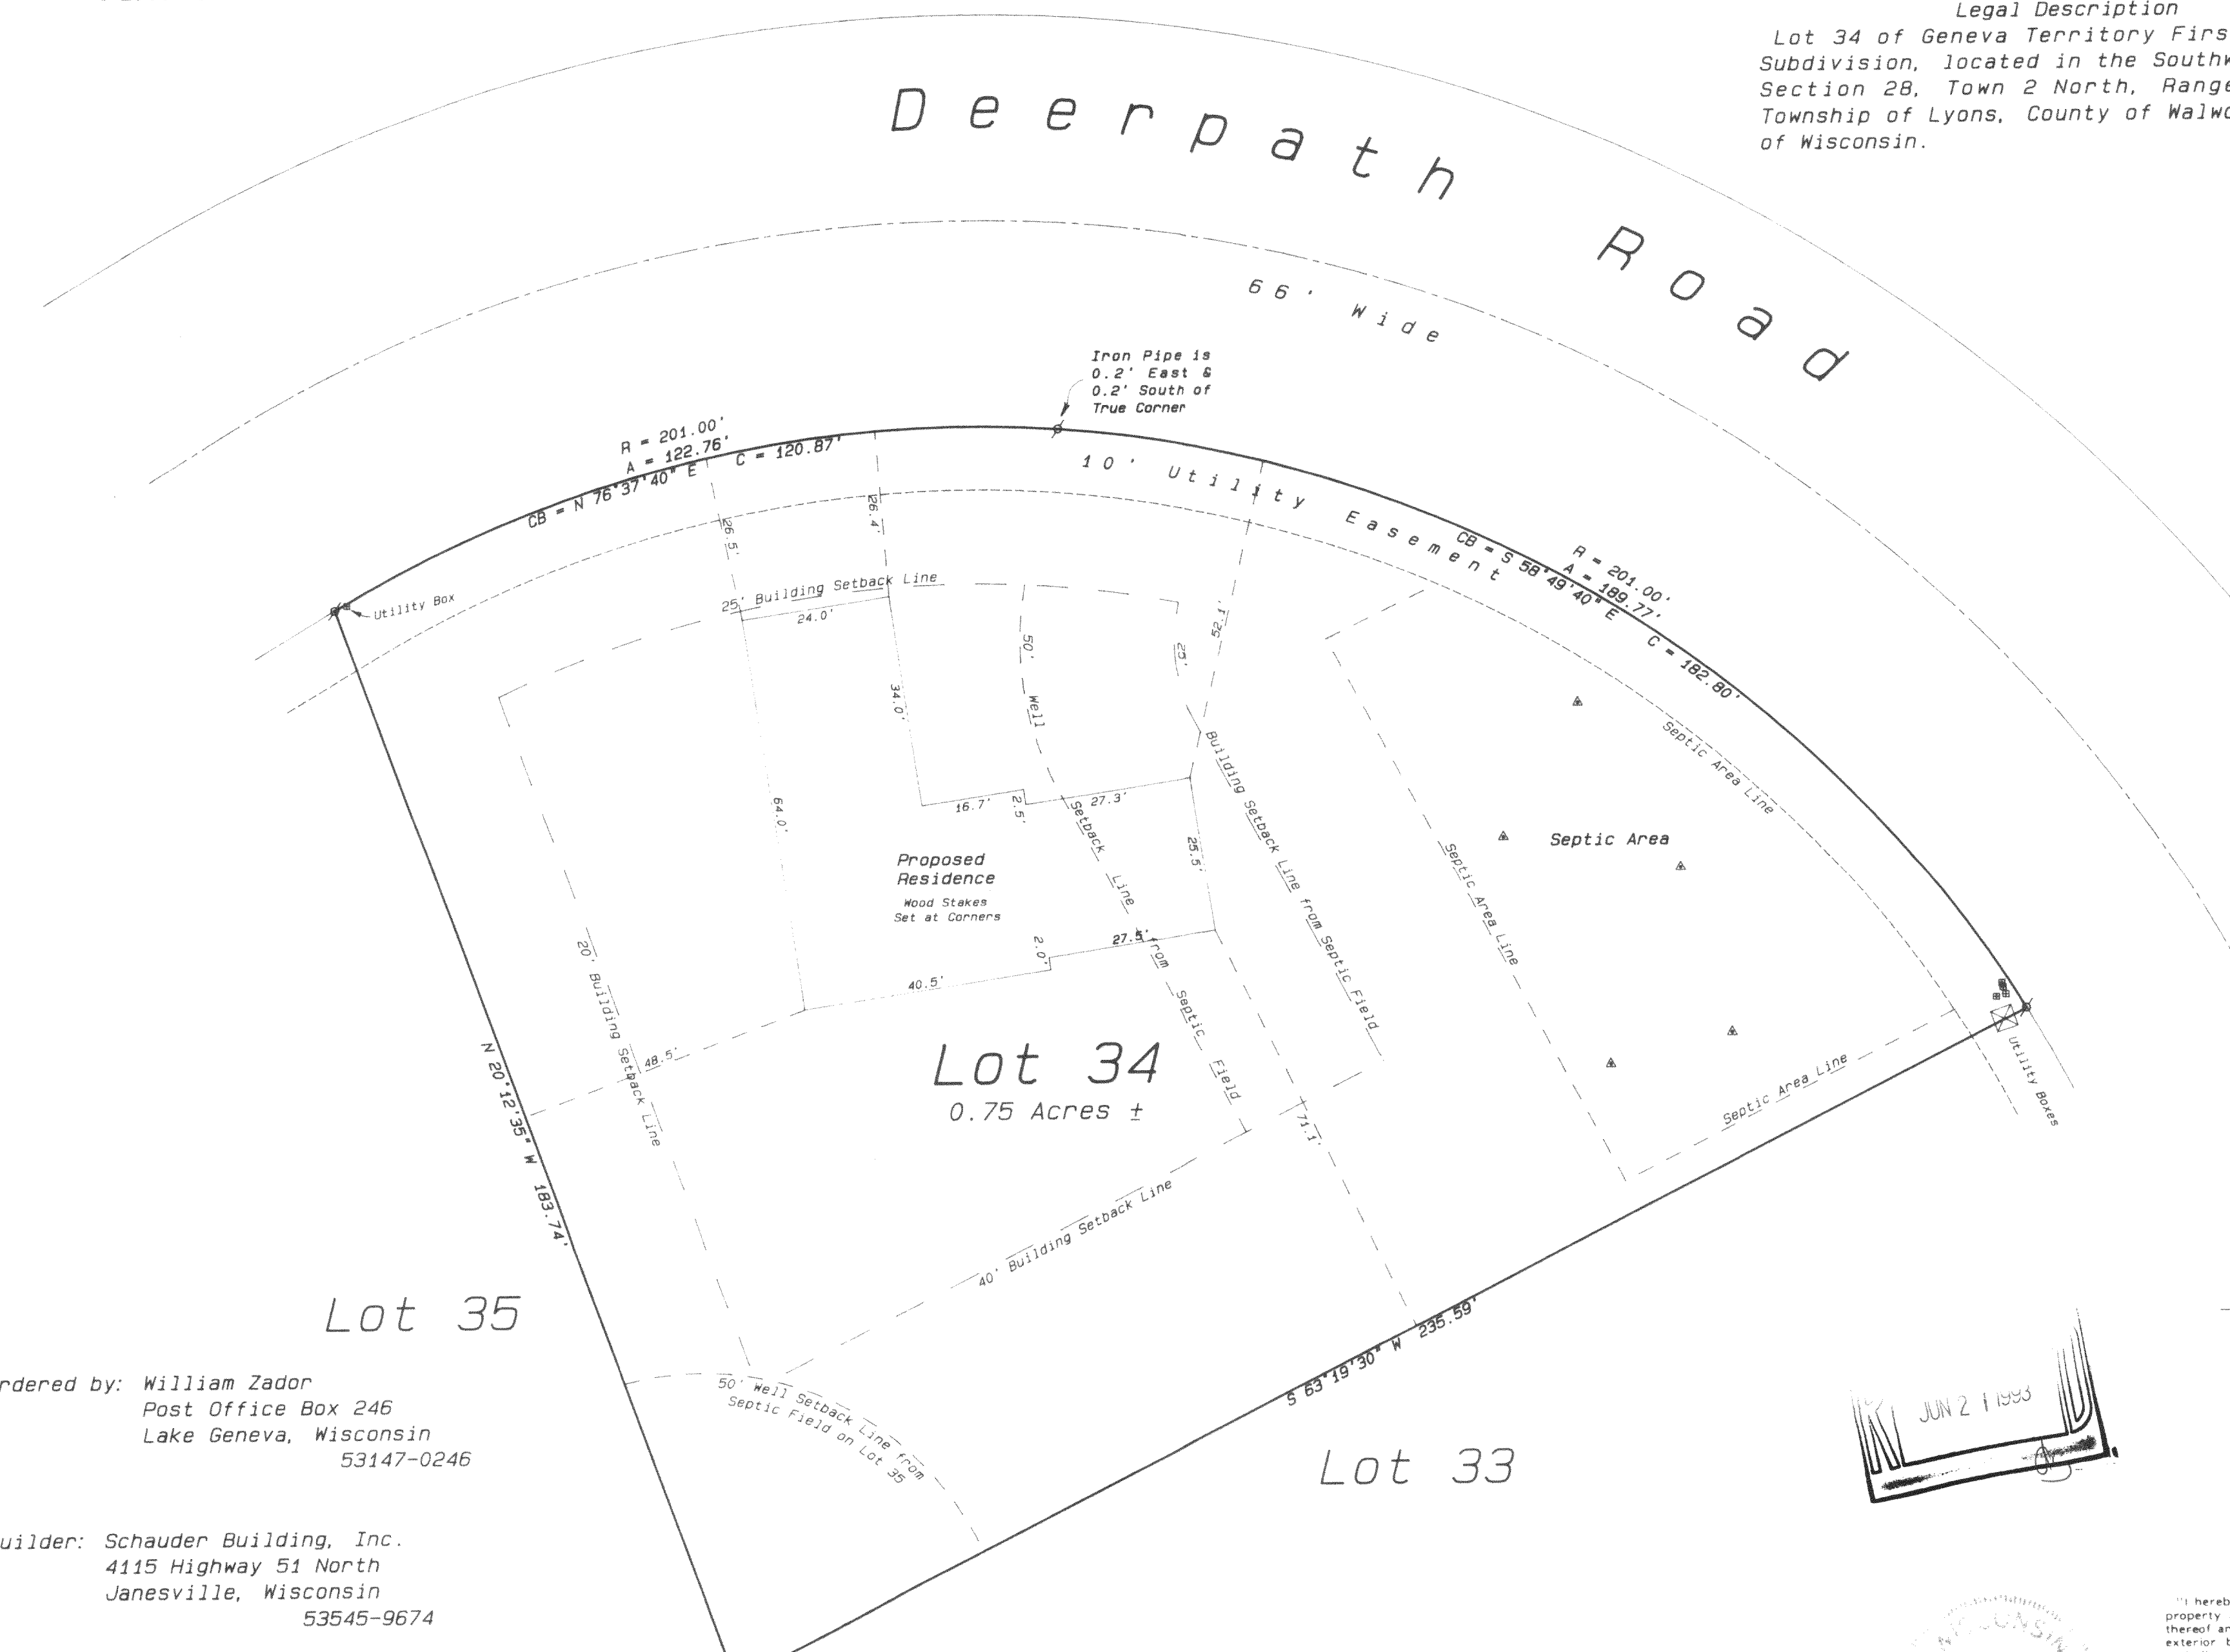 Legal Description
Lot 34 of Geneva Territory Firs
Subdivision, located in the Southw
Section 28, Town 2 North, Range
Township of Lyons, County of Walwo
of Wisconsin.
Deerpath Road
66' Wide
Iron Pipe is
0.2' East &
0.2' South of
True Corner
R = 201.00'
A = 122.76'
CB = N 76°37'40" E C = 120.87'
10' Utility Easement
R = 201.00'
A = 189.77'
CB = S 58°49'40" E C = 182.80'
Utility Box
26.5'
26.4'
25' Building Setback Line
24.0'
52.1'
25' Building Setback Line from Septic Field
50' Well Setback Line from Septic Field
34.0'
64.0'
16.7'
2.5'
27.3'
25.5'
Septic Area Line
Septic Area
Septic Area Line
Proposed
Residence
Wood Stakes
Set at Corners
2.0'
27.5'
40.5'
20' Building Setback Line
48.5'
Lot 34
0.75 Acres ±
71.1'
Septic Area Line
Utility Boxes
N 20°12'35" W 183.74'
40' Building Setback Line
S 63°19'30" W 235.59'
50' Well Setback Line from
Septic Field on Lot 35
Lot 35
Lot 33
rdered by: William Zador
Post Office Box 246
Lake Geneva, Wisconsin
53147-0246
JUN 21 1993
uilder: Schauder Building, Inc.
4115 Highway 51 North
Janesville, Wisconsin
53545-9674
"I hereb
property
thereof an
exterior b